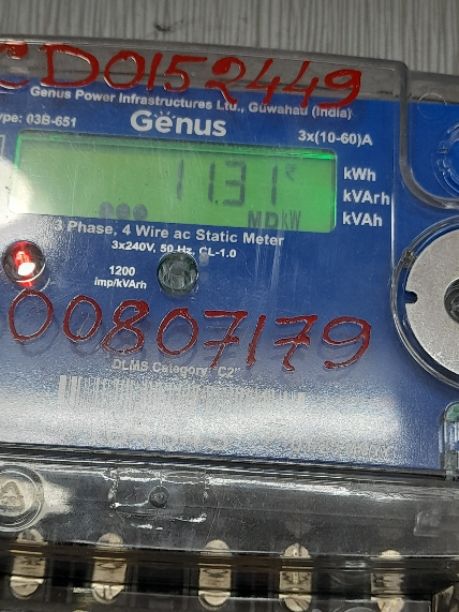 CD0152449
Genus Power Infrastructures Ltd., Guwahau (India)
ype: 03B-651
Genus
3x(10-60)A
11.31
kWh
kVArh
kVAh
MD kW
3 Phase, 4 Wire ac Static Meter
3x240V, 50 Hz, CL-1.0
1200
imp/kVArh
00807179
DLMS Category: "C2"